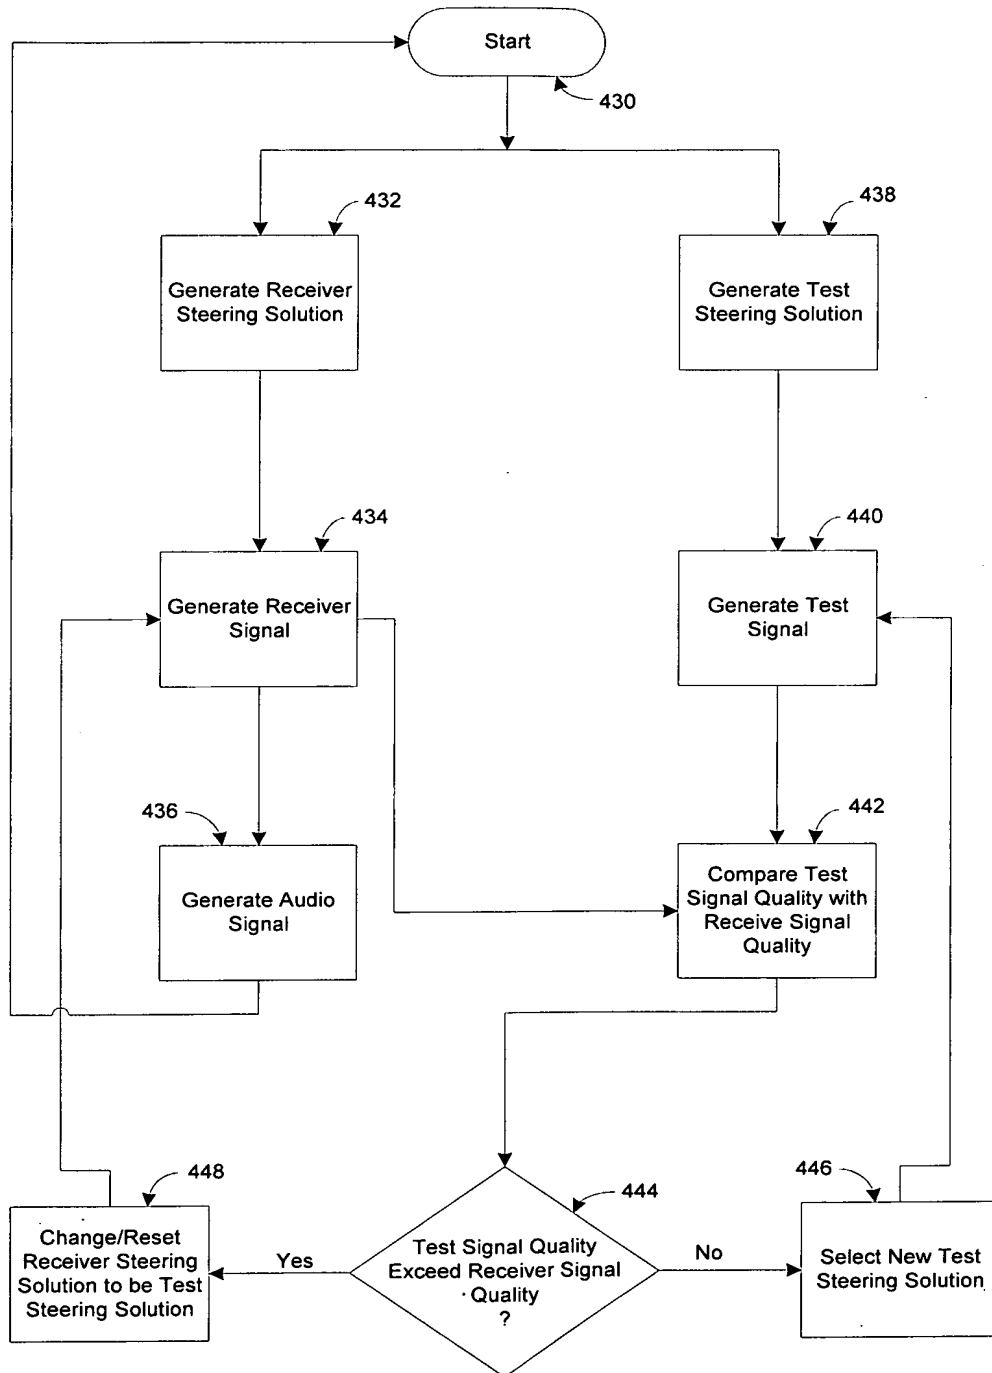 Start
430
432
438
Generate Receiver
Steering Solution
Generate Test
Steering Solution
434
440
Generate Receiver
Signal
Generate Test
Signal
436
442
Generate Audio
Signal
Compare Test
Signal Quality with
Receive Signal
Quality
448
444
446
Change/Reset
Receiver Steering
Solution to be Test
Steering Solution
Yes
Test Signal Quality
Exceed Receiver Signal
Quality
?
No
Select New Test
Steering Solution